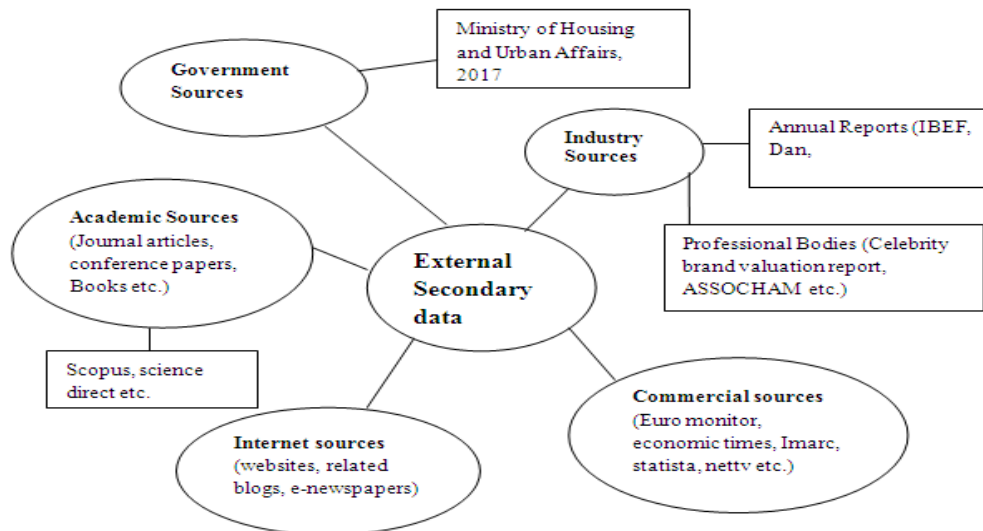 Ministry of Housing
and Urban Affairs,
2017
Government
Sources
Industry
Sources
Annual Reports (IBEF,
Dan,
Academic Sources
(Journal articles,
conference papers,
Books etc.)
External
Secondary
data
Professional Bodies (Celebrity
brand valuation report,
ASSOCHAM etc.)
Scopus, science
direct etc.
Commercial sources
(Euro monitor,
economic times, Imarc,
statista, nettv etc.)
Internet sources
(websites, related
blogs, e-newspapers)